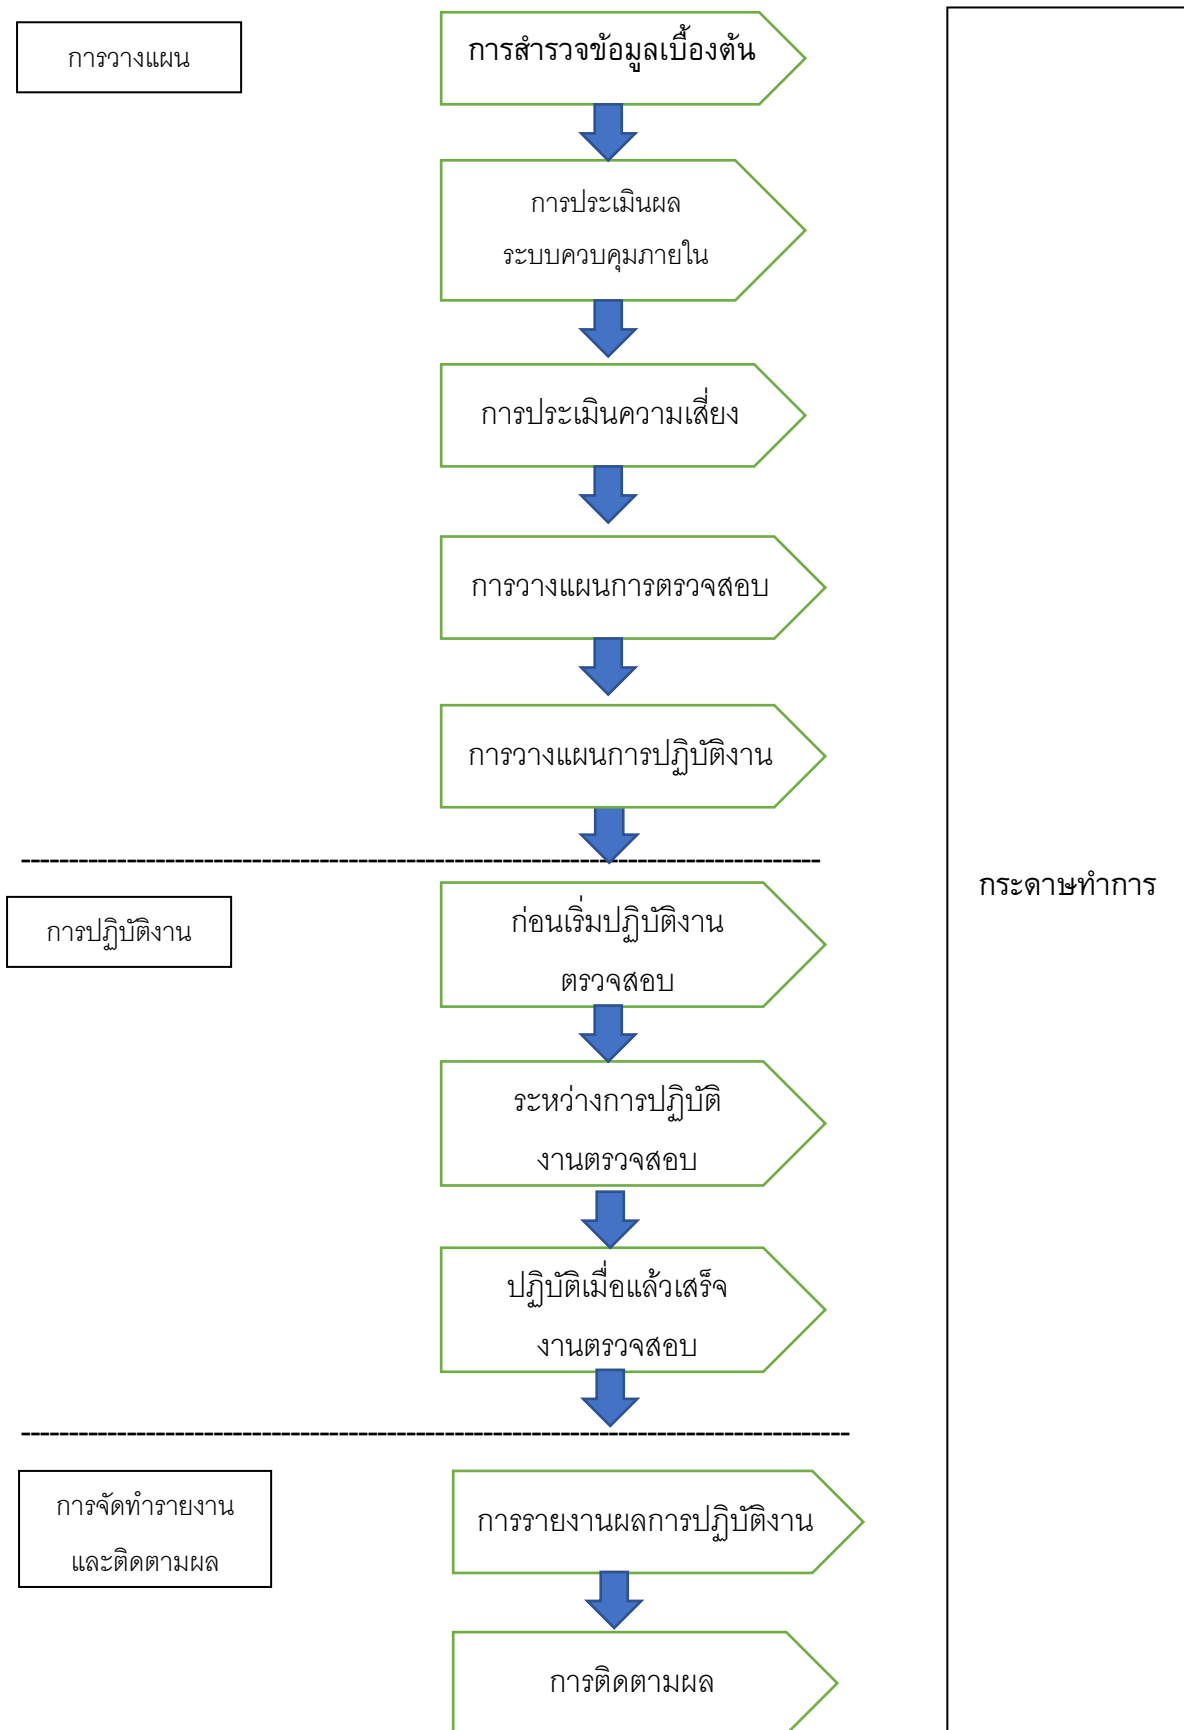 การวางแผน
การสำรวจข้อมูลเบื้องต้น
การประเมินผล
ระบบควบคุมภายใน
การประเมินความเสี่ยง
การวางแผนการตรวจสอบ
การวางแผนการปฏิบัติงาน
กระดาษทำการ
การปฏิบัติงาน
ก่อนเริ่มปฏิบัติงาน
ตรวจสอบ
ระหว่างการปฏิบัติ
งานตรวจสอบ
ปฏิบัติเมื่อแล้วเสร็จ
งานตรวจสอบ
การจัดทำรายงาน
และติดตามผล
การรายงานผลการปฏิบัติงาน
การติดตามผล